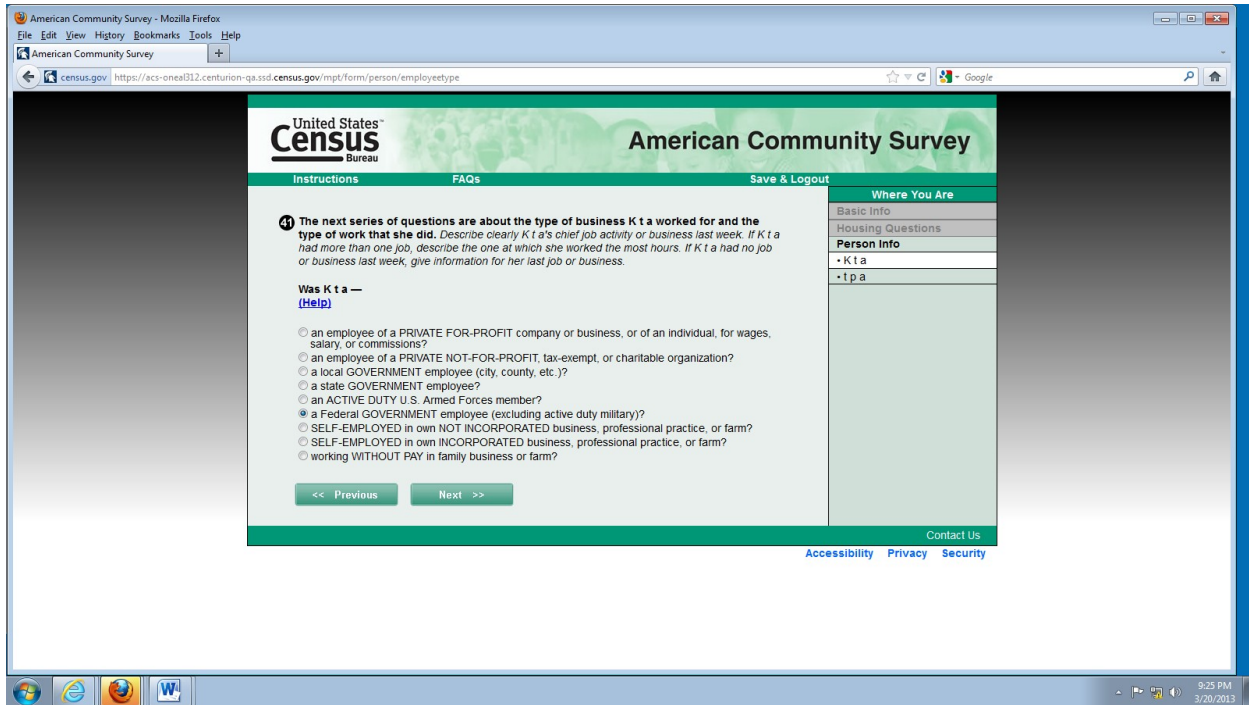 American Community Survey - Mozilla Firefox
File Edit View History Bookmarks Tools Help
American Community Survey +
census.gov https://acs-oneal312.centurion-qa.ssd.census.gov/mpt/form/person/employeetype
Google
United States™
Census
Bureau
American Community Survey
Instructions FAQs Save & Logout
Where You Are
Basic Info
Housing Questions
Person Info
• K t a
• t p a
41 The next series of questions are about the type of business K t a worked for and the
type of work that she did. Describe clearly K t a's chief job activity or business last week. If K t a
had more than one job, describe the one at which she worked the most hours. If K t a had no job
or business last week, give information for her last job or business.
Was K t a —
(Help)
an employee of a PRIVATE FOR-PROFIT company or business, or of an individual, for wages,
salary, or commissions?
an employee of a PRIVATE NOT-FOR-PROFIT, tax-exempt, or charitable organization?
a local GOVERNMENT employee (city, county, etc.)?
a state GOVERNMENT employee?
an ACTIVE DUTY U.S. Armed Forces member?
a Federal GOVERNMENT employee (excluding active duty military)?
SELF-EMPLOYED in own NOT INCORPORATED business, professional practice, or farm?
SELF-EMPLOYED in own INCORPORATED business, professional practice, or farm?
working WITHOUT PAY in family business or farm?
<< Previous Next >>
Contact Us
Accessibility Privacy Security
9:25 PM
3/20/2013